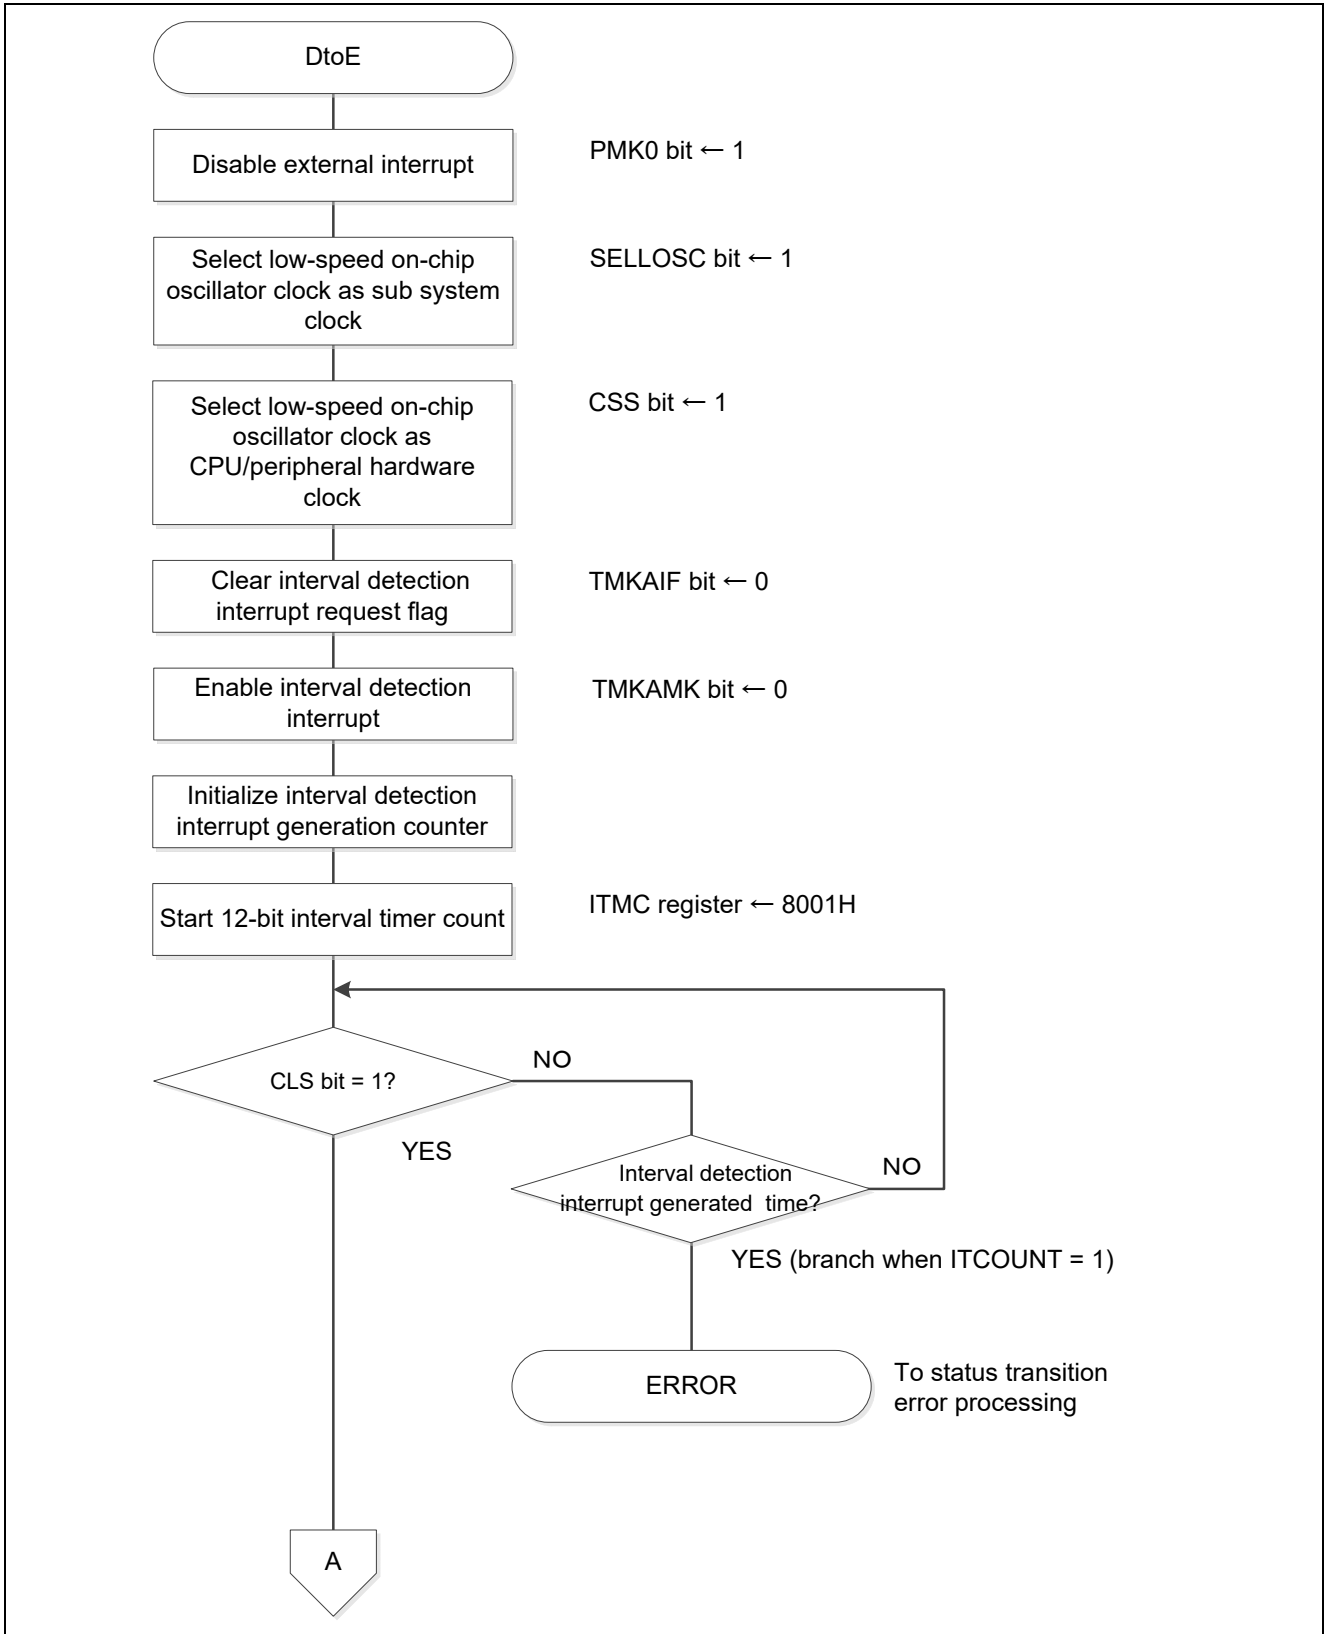 DtoE
Disable external interrupt
PMK0 bit ← 1
Select low-speed on-chip
oscillator clock as sub system
clock
SELLOSC bit ← 1
Select low-speed on-chip
oscillator clock as
CPU/peripheral hardware
clock
CSS bit ← 1
Clear interval detection
interrupt request flag
TMKAIF bit ← 0
Enable interval detection
interrupt
TMKAMK bit ← 0
Initialize interval detection
interrupt generation counter
Start 12-bit interval timer count
ITMC register ← 8001H
CLS bit = 1?
NO
YES
Interval detection
interrupt generated  time?
NO
YES (branch when ITCOUNT = 1)
ERROR
To status transition
error processing
A